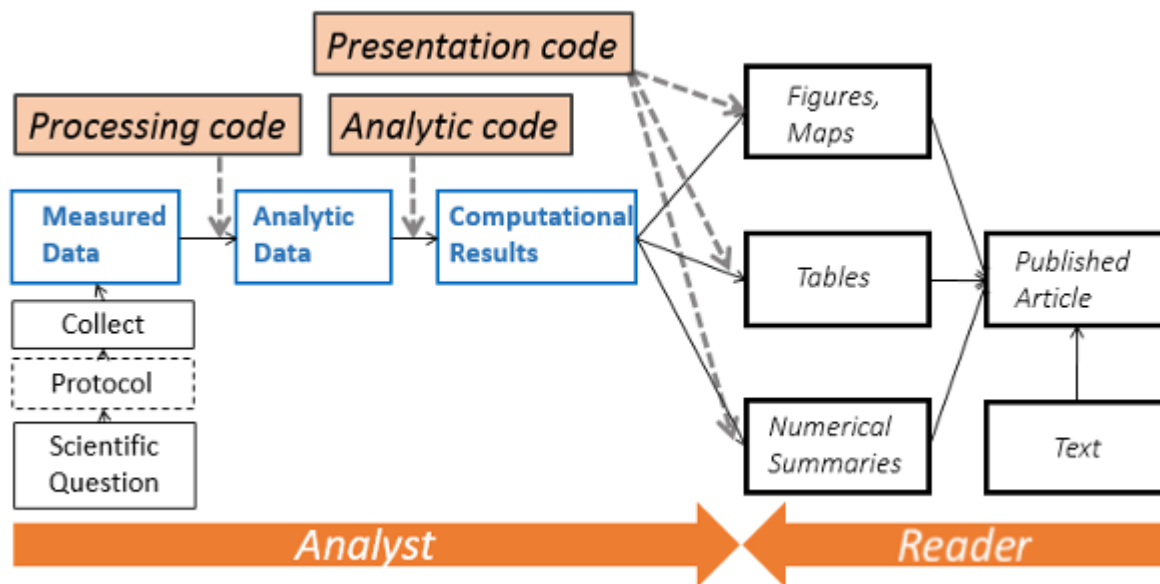 Presentation code
Processing code
Analytic code
Figures,
Maps
Measured
Data
Analytic
Data
Computational
Results
Tables
Published
Article
Collect
Protocol
Scientific
Question
Numerical
Summaries
Text
Analyst
Reader